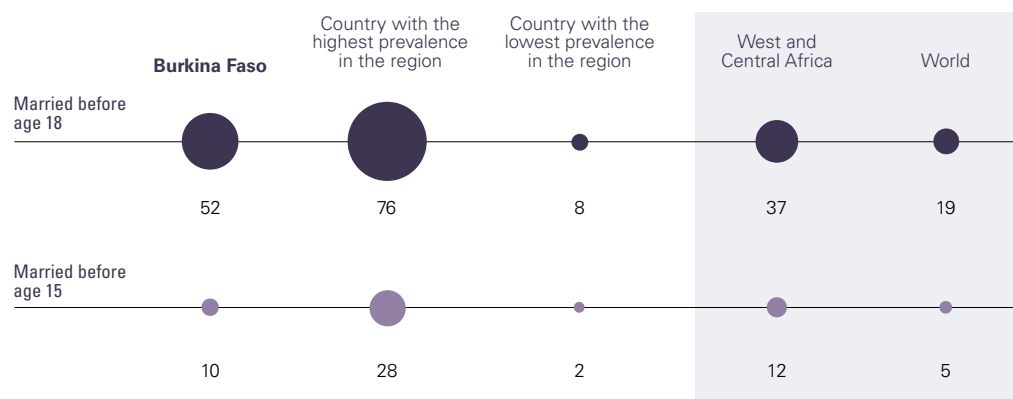 Burkina Faso
Country with the
highest prevalence
in the region
Country with the
lowest prevalence
in the region
West and
Central Africa
World
Married before
age 18
52
76
8
37
19
Married before
age 15
10
28
2
12
5